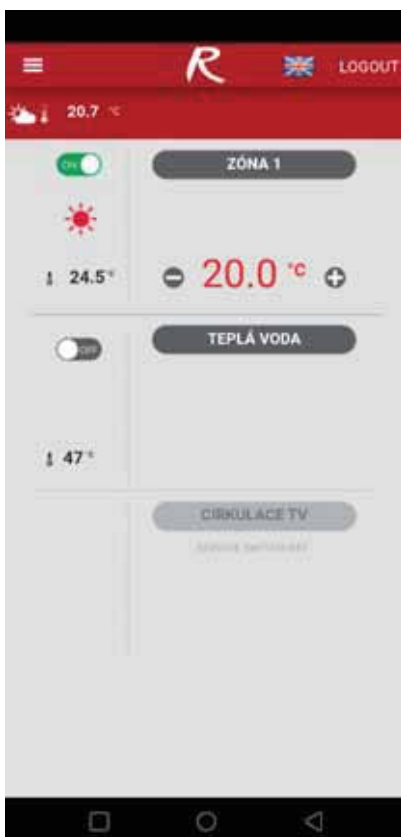 R
LOGOUT
20.7 °C
ON
ZÓNA 1
24.5°
20.0 °C
OFF
TEPLÁ VODA
47°
CIRKULACE TV